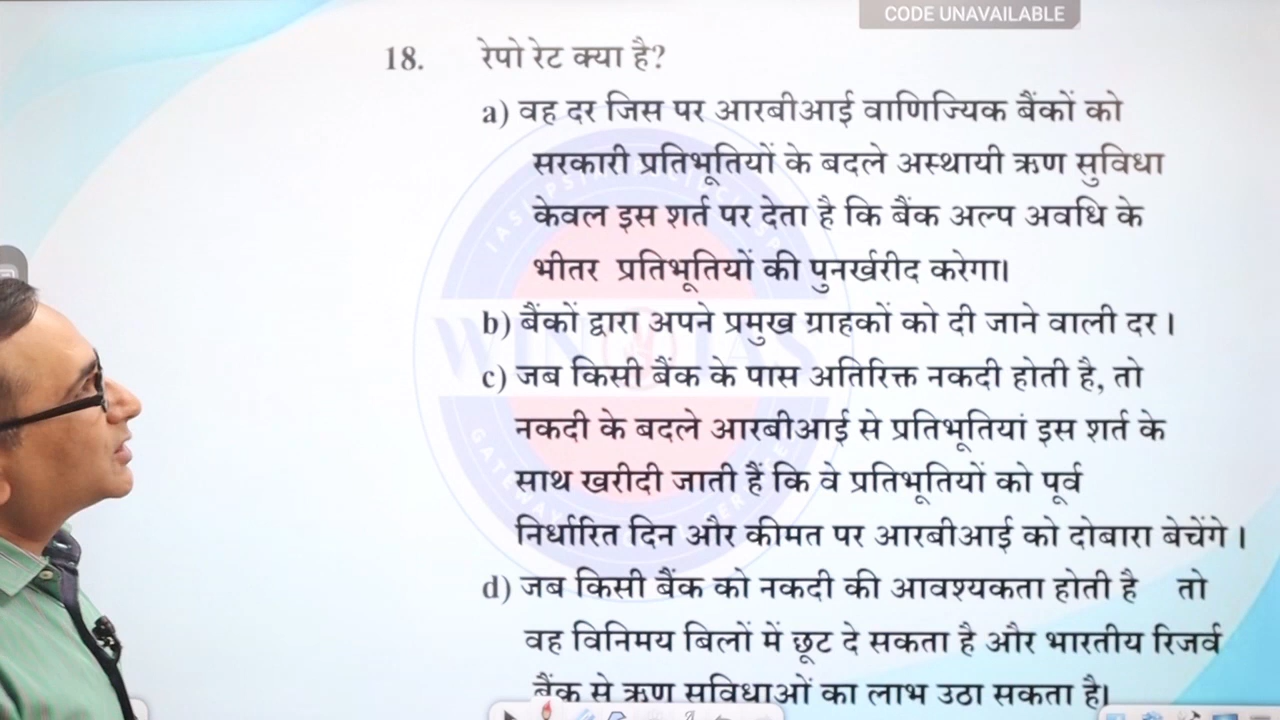 CODE UNAVAILABLE
18. रेपो रेट क्या है?
a) वह दर जिस पर आरबीआई वाणिज्यिक बैंकों को
सरकारी प्रतिभूतियों के बदले अस्थायी ऋण सुविधा
केवल इस शर्त पर देता है कि बैंक अल्प अवधि के
भीतर प्रतिभूतियों की पुनर्खरीद करेगा।
b) बैंकों द्वारा अपने प्रमुख ग्राहकों को दी जाने वाली दर।
c) जब किसी बैंक के पास अतिरिक्त नकदी होती है, तो
नकदी के बदले आरबीआई से प्रतिभूतियां इस शर्त के
साथ खरीदी जाती हैं कि वे प्रतिभूतियों को पूर्व
निर्धारित दिन और कीमत पर आरबीआई को दोबारा बेचेंगे।
d) जब किसी बैंक को नकदी की आवश्यकता होती है तो
वह विनिमय बिलों में छूट दे सकता है और भारतीय रिजर्व
बैंक से ऋण सुविधाओं का लाभ उठा सकता है।